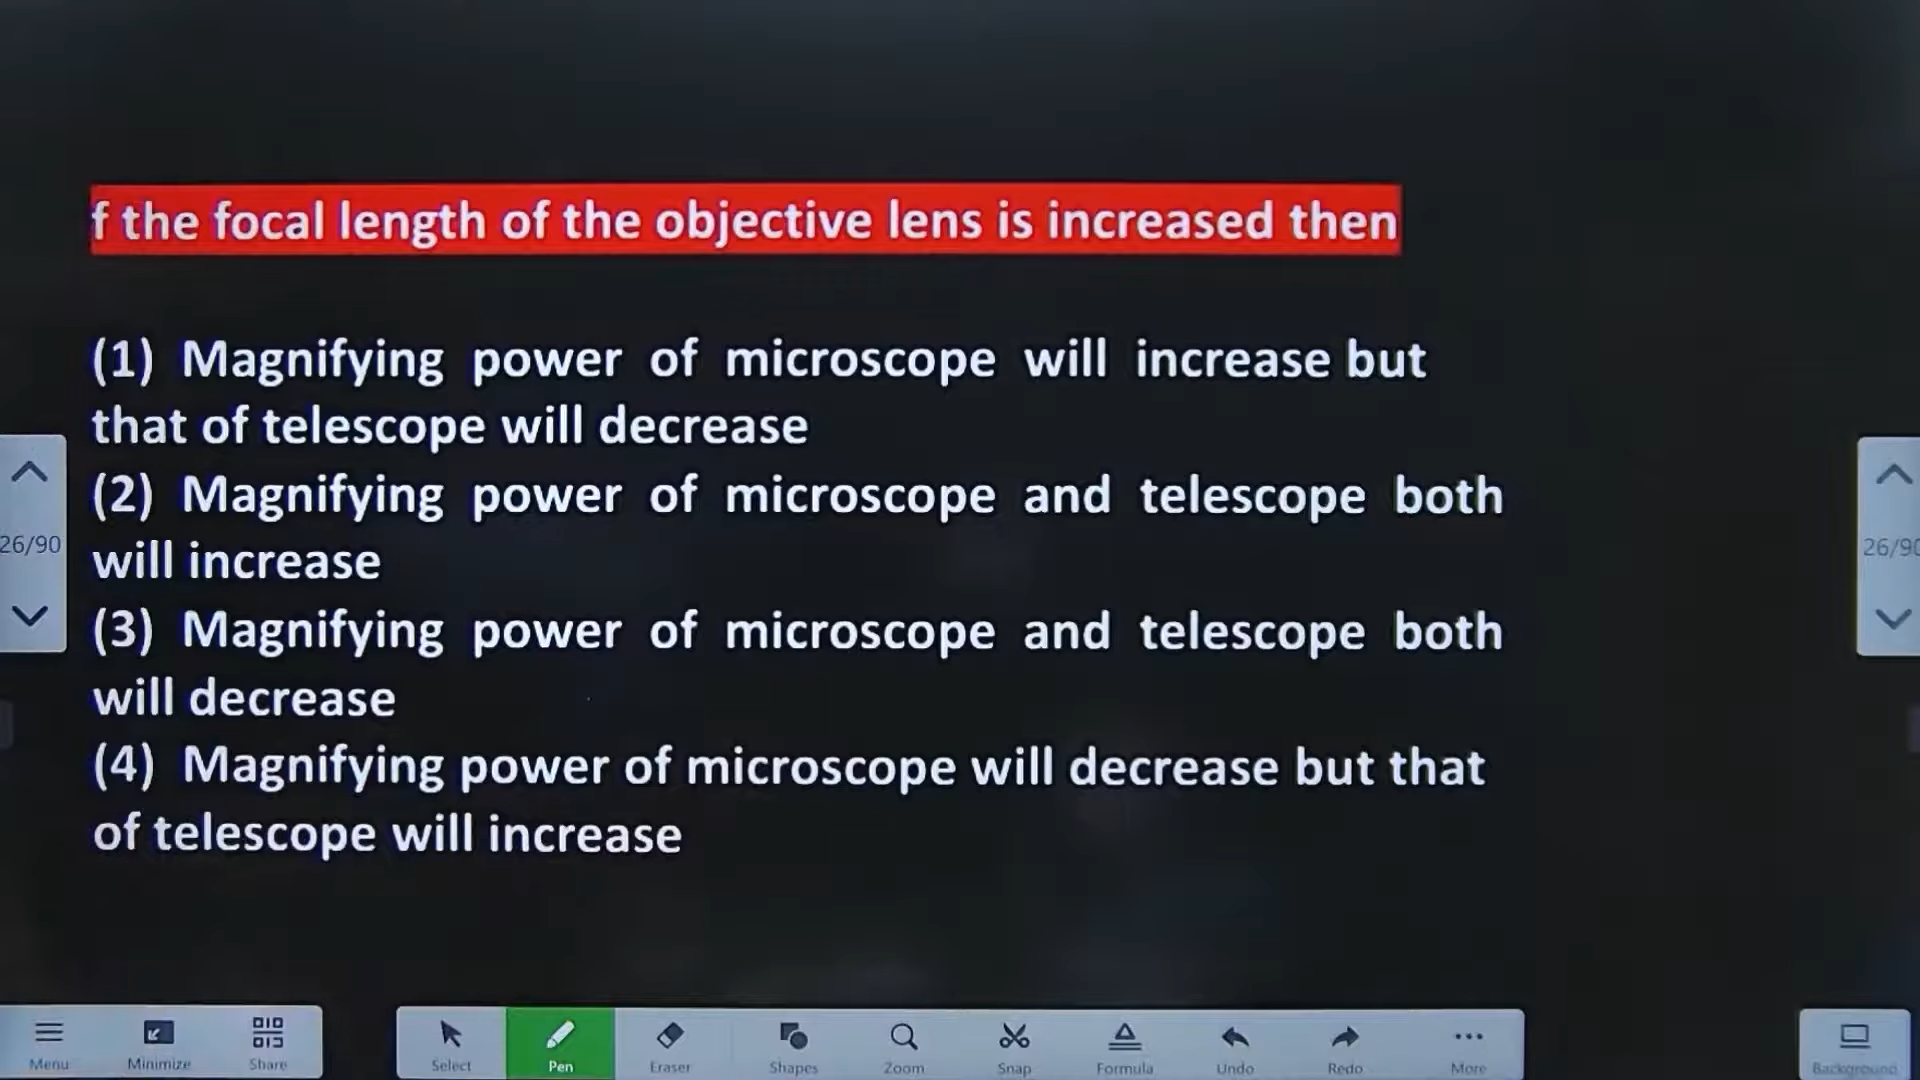 f the focal length of the objective lens is increased then
(1) Magnifying power of microscope will increase but
that of telescope will decrease
(2) Magnifying power of microscope and telescope both
will increase
(3) Magnifying power of microscope and telescope both
will decrease
(4) Magnifying power of microscope will decrease but that
of telescope will increase
26/90
26/90
Menu
Minimize
Share
Select
Pen
Eraser
Shapes
Zoom
Snap
Formula
Undo
Redo
More
Background